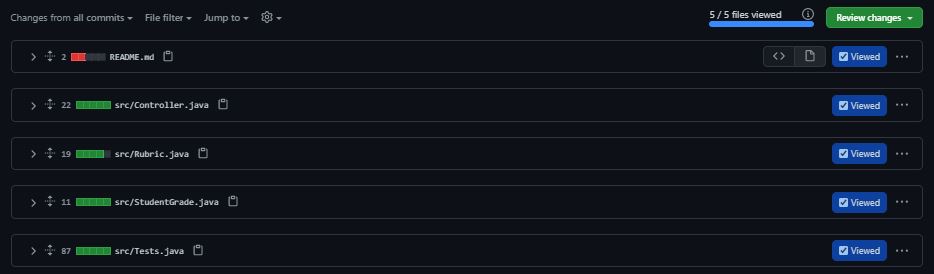 Changes from all commits File filter Jump to 5 / 5 files viewed Review changes
2 README.md Viewed
22 src/Controller.java Viewed
19 src/Rubric.java Viewed
11 src/StudentGrade.java Viewed
87 src/Tests.java Viewed